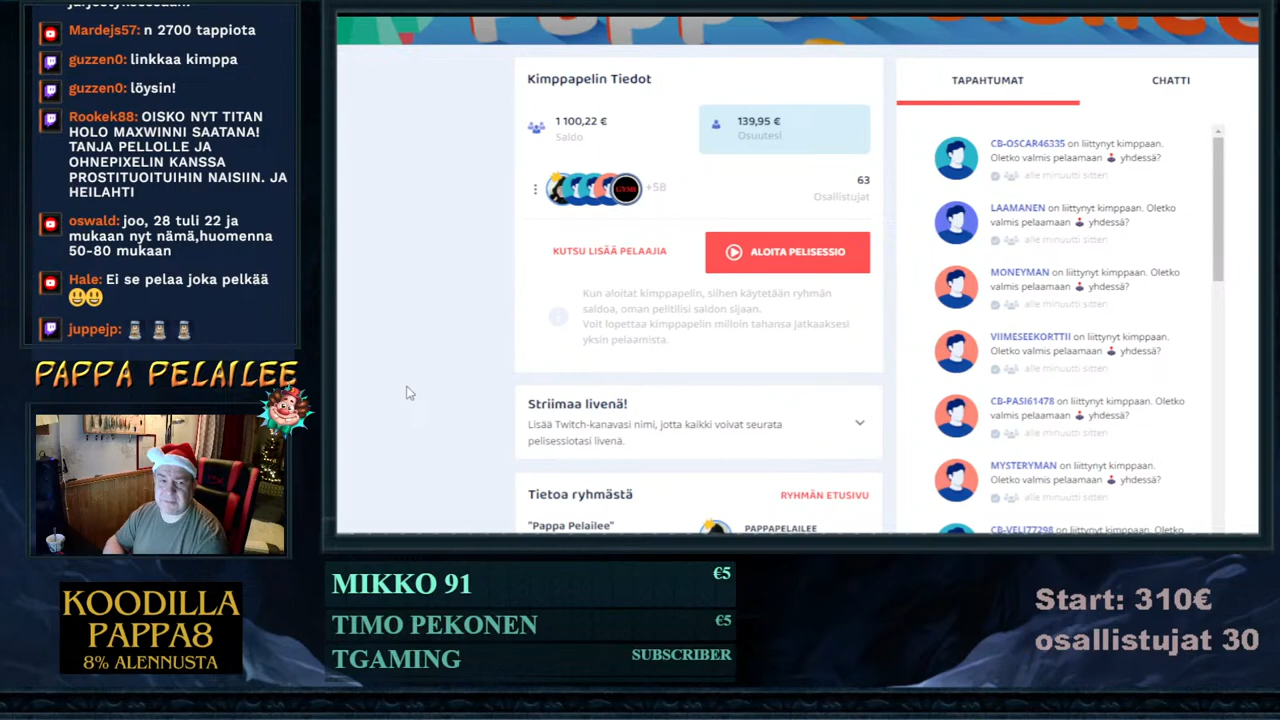 Mardejs57: n 2700 tappiota
guzzen0: linkkaa kimppa
guzzen0: löysin!
Rookek88: OISKO NYT TITAN
HOLO MAXWINNI SAATANA!
TANJA PELLOLLE JA
OHNEPIXELIN KANSSA
PROSTITUOITUIHIN NAISIIN. JA
HEILAHTI
oswald: joo, 28 tuli 22 ja
mukaan nyt nämä,huomenna
50-80 mukaan
Hale: Ei se pelaa joka pelkää
juppejp:
PAPPA PELAILEE
KOODILLA
PAPPA8
8% ALENNUSTA
Kimppapelin Tiedot
1 100,22 €
Saldo
139,95 €
Osuutesi
GYMI
+58
63
Osallistujat
KUTSU LISÄÄ PELAAJIA
ALOITA PELISESSIO
Kun aloitat kimppapelin, siihen käytetään ryhmän
saldoa, oman pelitilisi saldon sijaan.
Voit lopettaa kimppapelin milloin tahansa jatkaaksesi
yksin pelaamista.
Striimaa livenä!
Lisää Twitch-kanavasi nimi, jotta kaikki voivat seurata
pelisessiotasi livenä.
Tietoa ryhmästä
RYHMÄN ETUSIVU
"Pappa Pelailee"
PAPPAPELAILEE
TAPAHTUMAT
CHATTI
CB-OSCAR46335 on liittynyt kimppaan.
Oletko valmis pelaamaan yhdessä?
alle minuutti sitten
LAAMANEN on liittynyt kimppaan. Oletko
valmis pelaamaan yhdessä?
alle minuutti sitten
MONEYMAN on liittynyt kimppaan.
Oletko valmis pelaamaan yhdessä?
alle minuutti sitten
VIIMESEEKORTTII on liittynyt kimppaan.
Oletko valmis pelaamaan yhdessä?
alle minuutti sitten
CB-PASI61478 on liittynyt kimppaan.
Oletko valmis pelaamaan yhdessä?
alle minuutti sitten
MYSTERYMAN on liittynyt kimppaan.
Oletko valmis pelaamaan yhdessä?
alle minuutti sitten
CB-VELI77298 on liittynyt kimppaan.
MIKKO 91 €5
TIMO PEKONEN €5
TGAMING SUBSCRIBER
Start: 310€
osallistujat 30